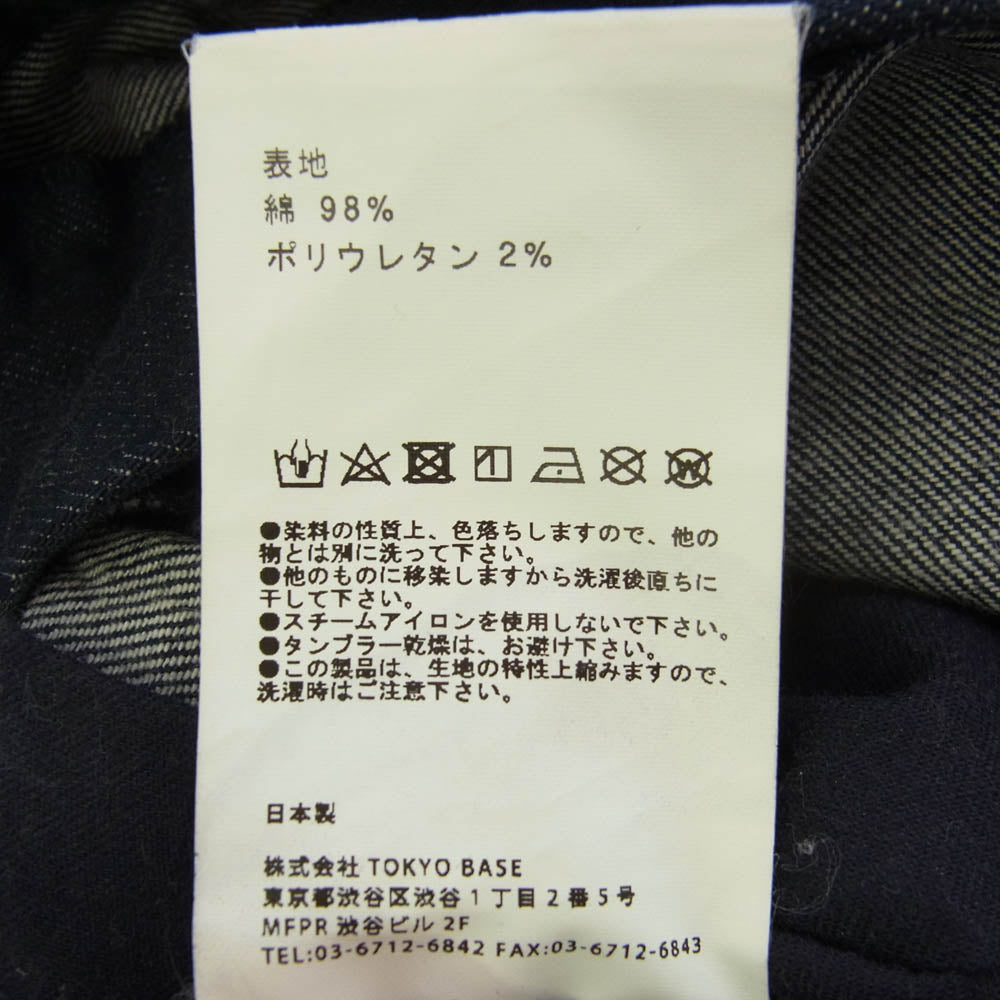 表地
綿 98%
ポリウレタン 2%
●染料の性質上、色落ちしますので、他の
物とは別に洗って下さい。
●他のものに移染しますから洗濯後直ちに
干して下さい。
●スチームアイロンを使用しないで下さい。
●タンブラー乾燥は、お避け下さい。
●この製品は、生地の特性上縮みますので、
洗濯時はご注意下さい。
日本製
株式会社 TOKYO BASE
東京都渋谷区渋谷1丁目2番5号
MFPR 渋谷ビル 2F
TEL:03-6712-6842 FAX:03-6712-6843